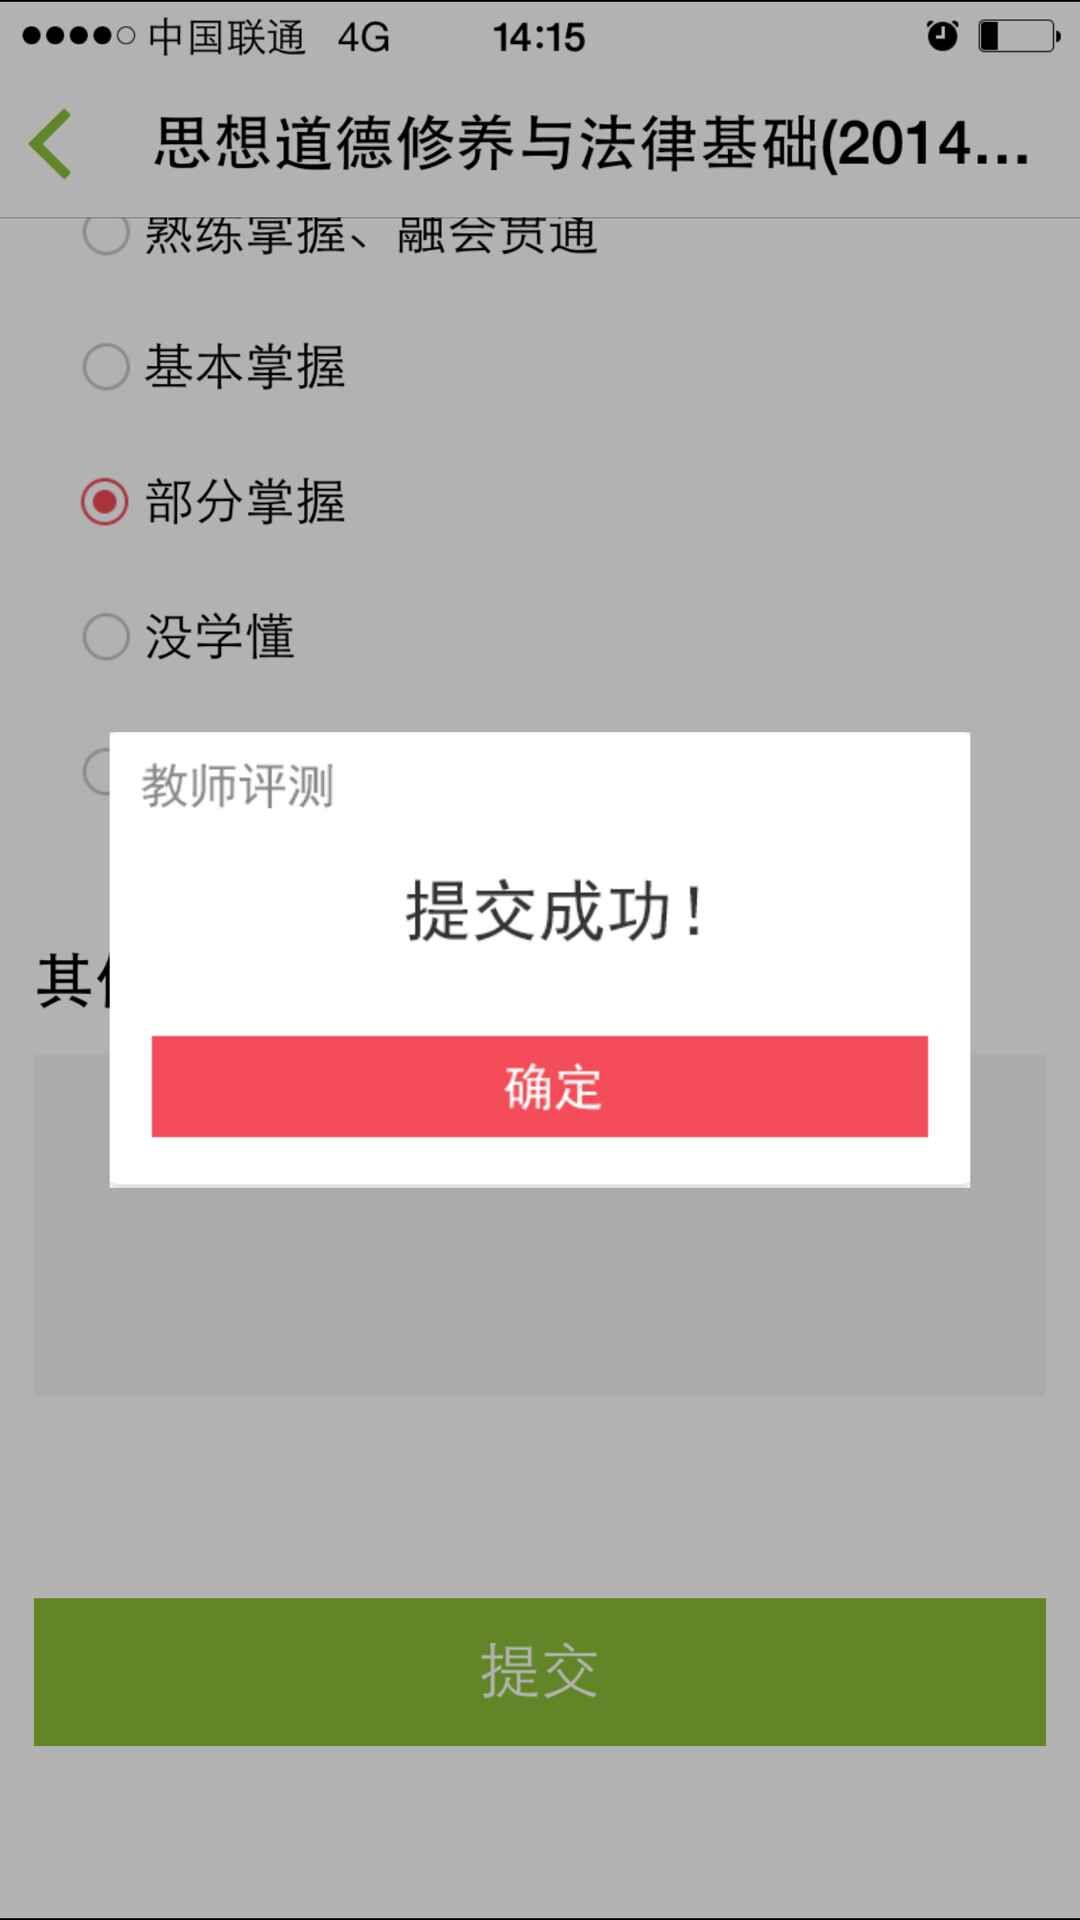 中国联通 4G 14:15
思想道德修养与法律基础(2014...
熟练掌握、融会贯通
基本掌握
部分掌握
没学懂
教师评测
提交成功！
其
确定
提交